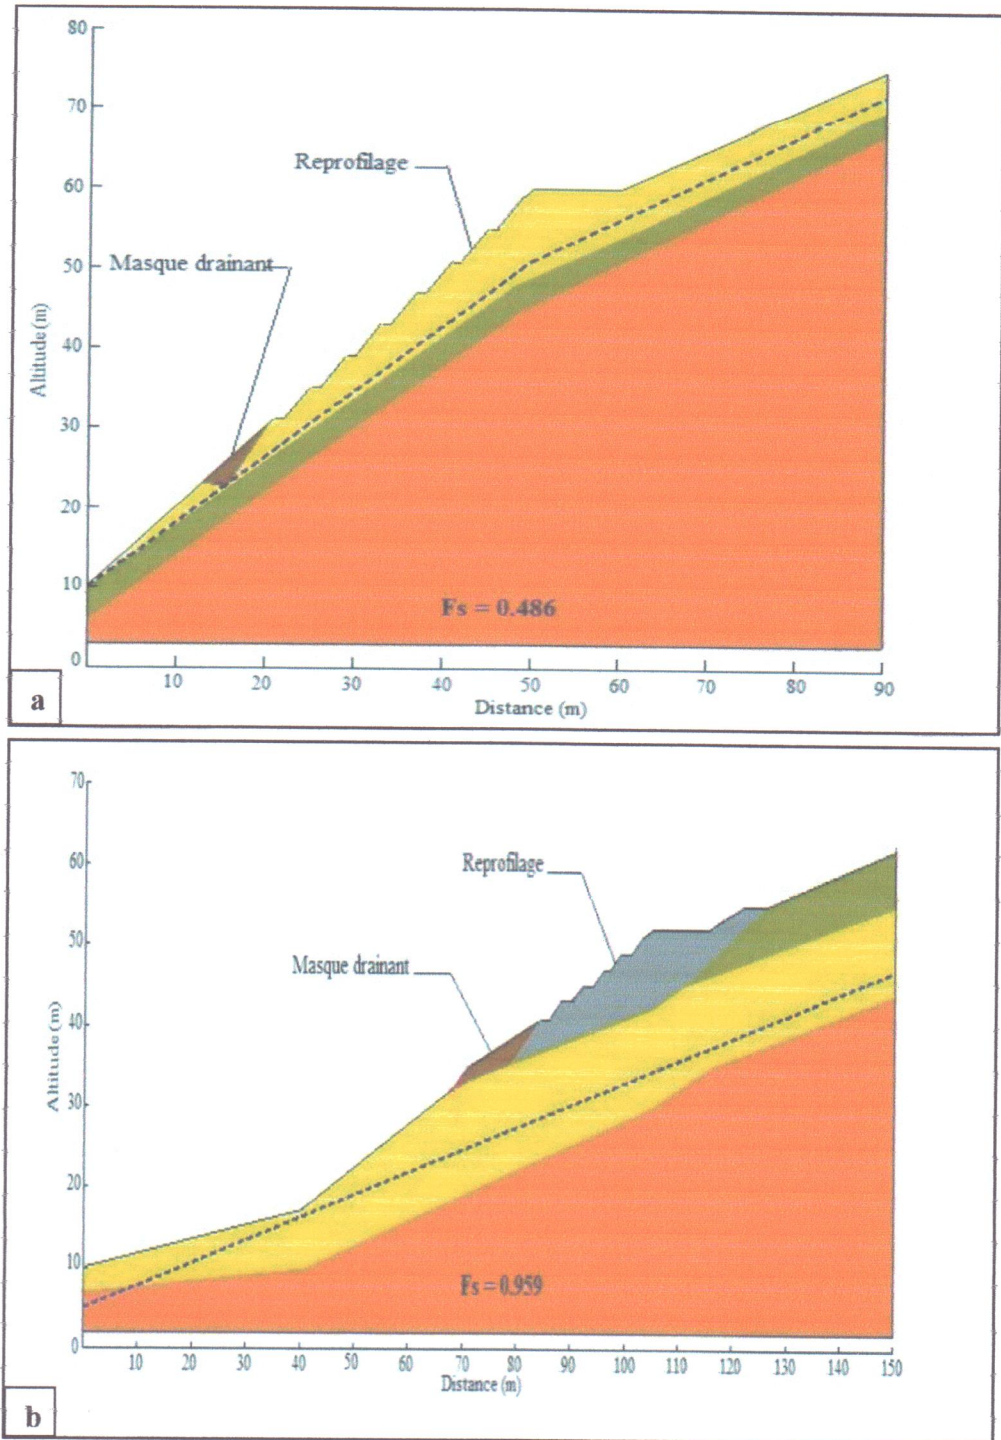 80
70
60
50
40
30
20
10
0
Altitude (m)
Reprofilage
Masque drainant
Fs = 0.486
10 20 30 40 50 60 70 80 90
Distance (m)
a
70
60
50
40
30
20
10
0
Altitude (m)
Reprofilage
Masque drainant
Fs = 0.959
10 20 30 40 50 60 70 80 90 100 110 120 130 140 150
Distance (m)
b